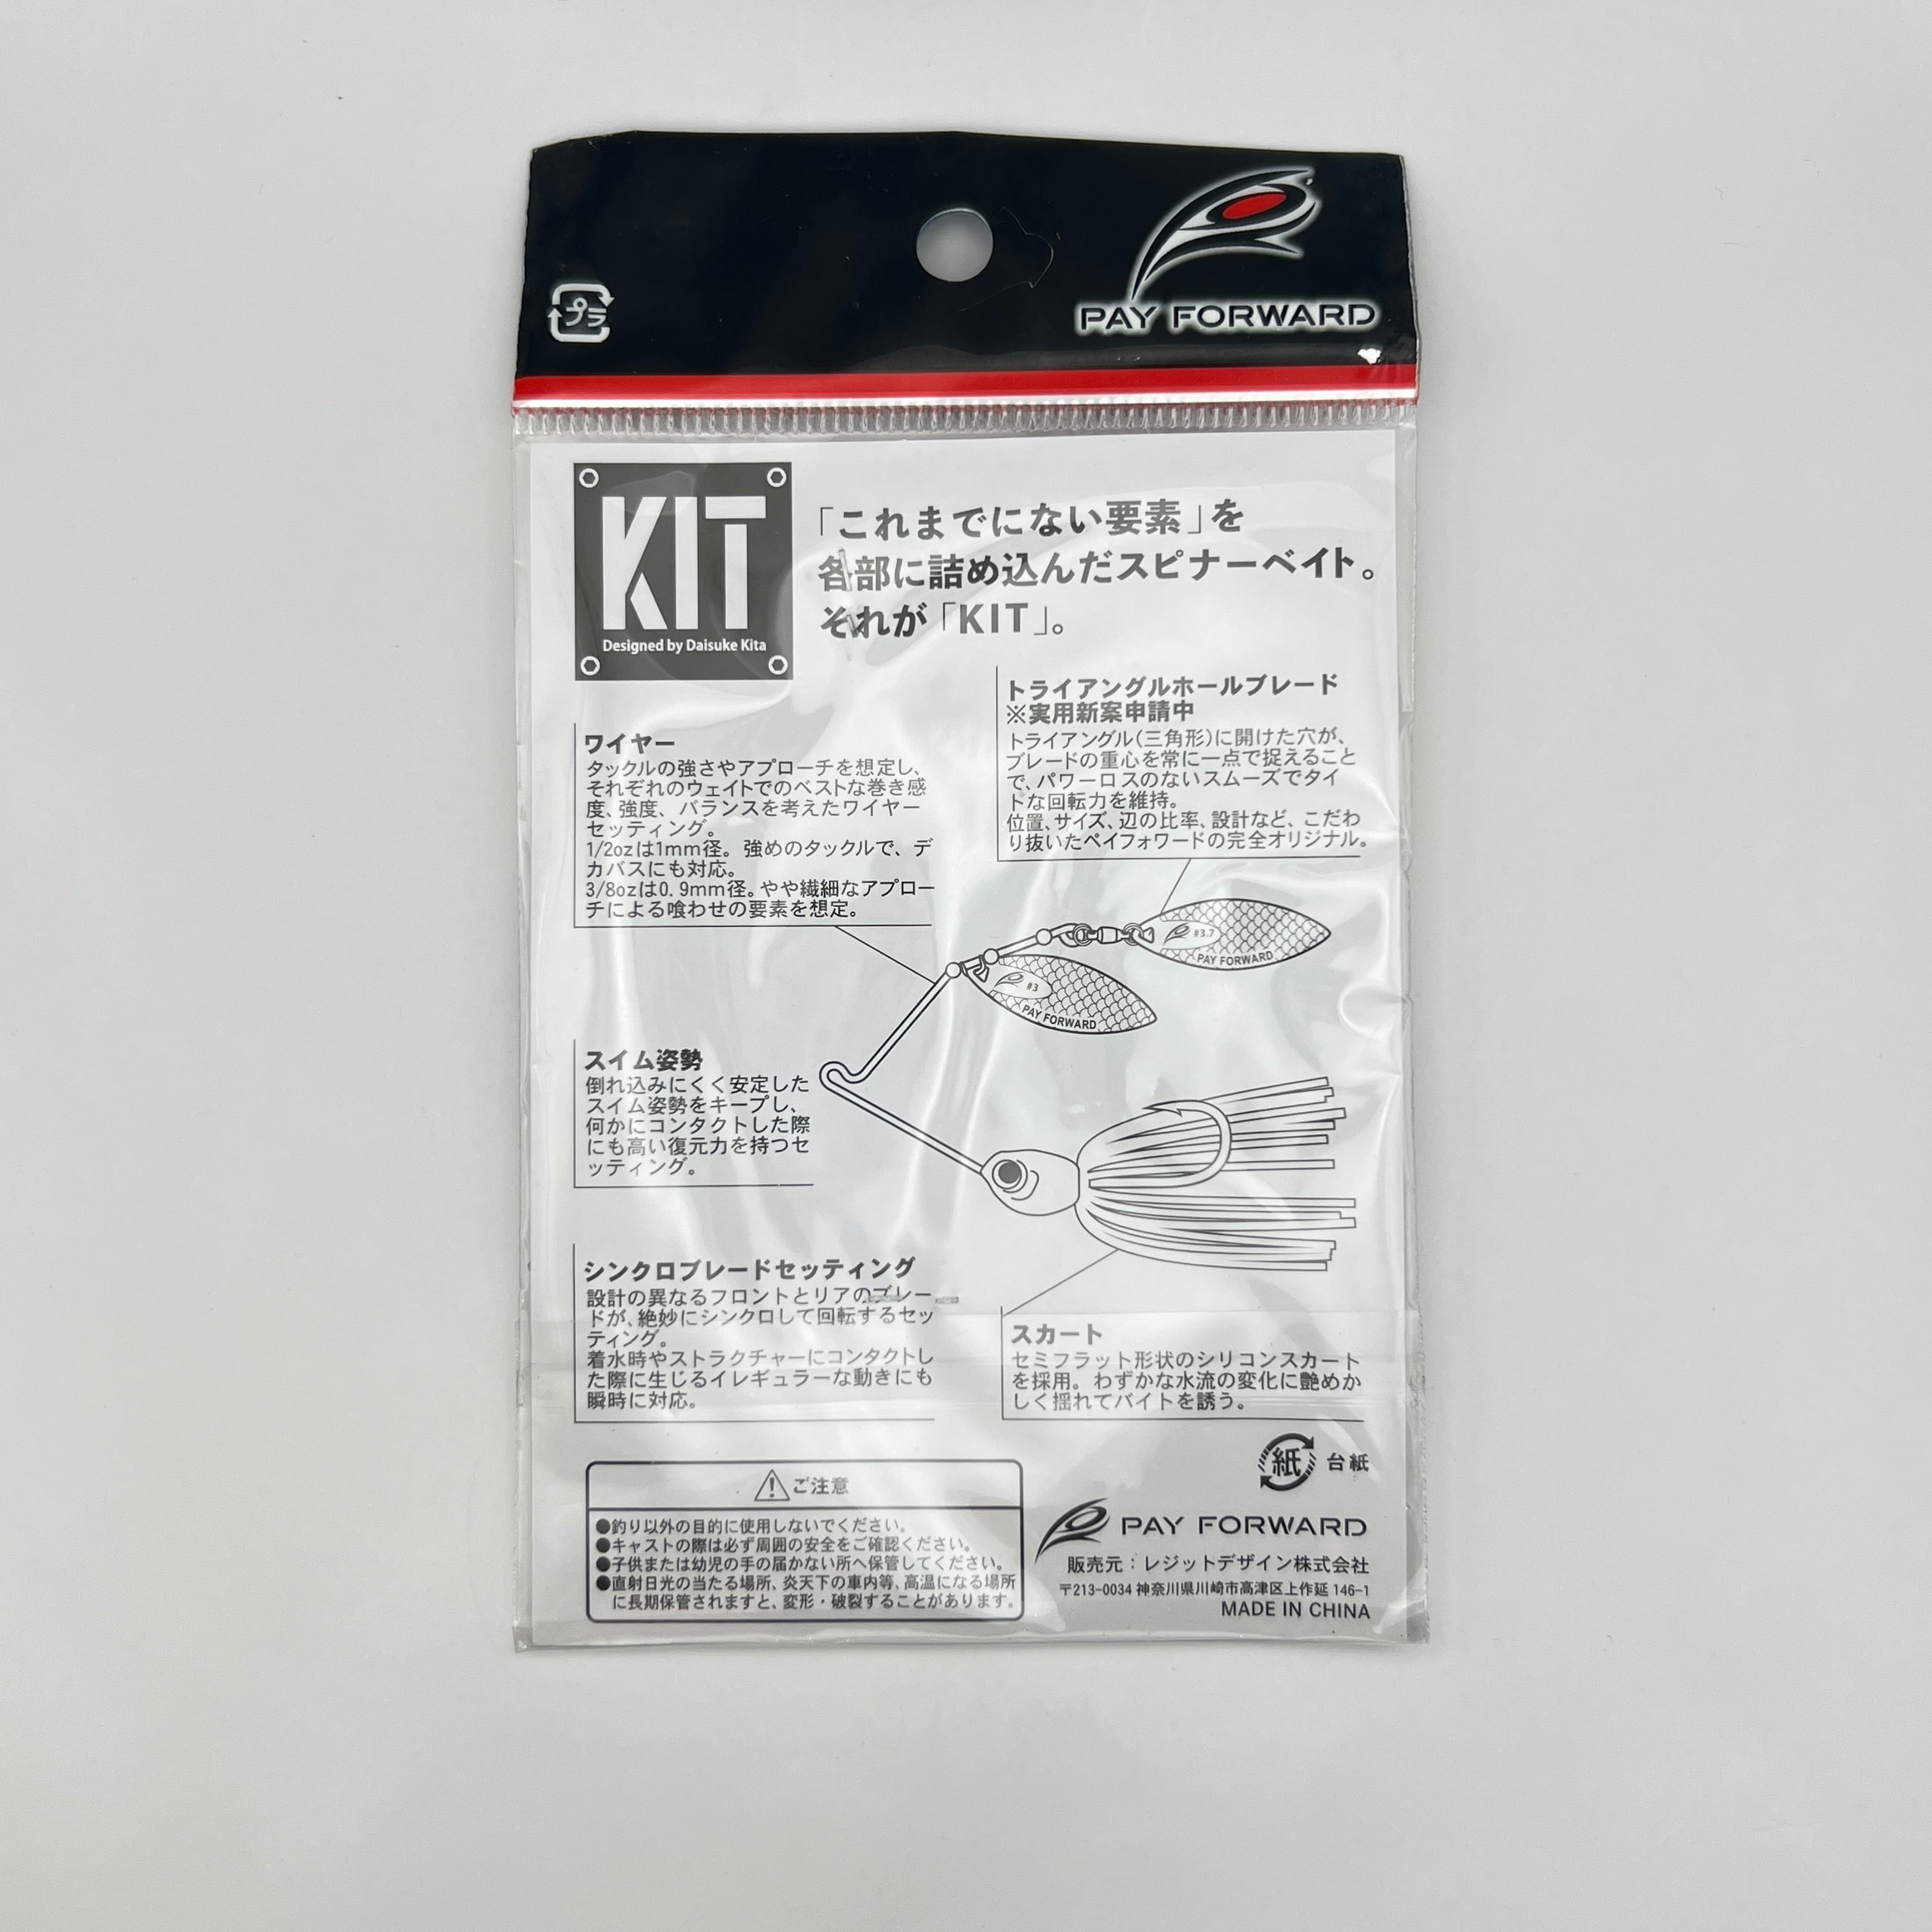 プラ
PAY FORWARD
KIT
Designed by Daisuke Kita
「これまでにない要素」を
各部に詰め込んだスピナーベイト。
それが「KIT」。
トライアングルホールブレード
※実用新案申請中
トライアングル(三角形)に開けた穴が、
ブレードの重心を常に一点で捉えること
で、パワーロスのないスムーズでタイ
トな回転力を維持。
位置、サイズ、辺の比率、設計など、こだわ
り抜いたペイフォワードの完全オリジナル。
ワイヤー
タックルの強さやアプローチを想定し、
それぞれのウェイトでのベストな巻き感
度、強度、バランスを考えたワイヤー
セッティング。
1/2ozは1mm径。強めのタックルで、デ
カバスにも対応。
3/8ozは0.9mm径。やや繊細なアプロー
チによる喰わせの要素を想定。
#3.7
PAY FORWARD
#3
PAY FORWARD
スイム姿勢
倒れ込みにくく安定した
スイム姿勢をキープし、
何かにコンタクトした際
にも高い復元力を持つセ
ッティング。
シンクロブレードセッティング
設計の異なるフロントとリアのブレー
ドが、絶妙にシンクロして回転するセッ
ティング。
着水時やストラクチャーにコンタクトし
た際に生じるイレギュラーな動きにも
瞬時に対応。
スカート
セミフラット形状のシリコンスカート
を採用。わずかな水流の変化に艶めか
しく揺れてバイトを誘う。
紙 台紙
ご注意
●釣り以外の目的に使用しないでください。
●キャストの際は必ず周囲の安全をご確認ください。
●子供または幼児の手の届かない所へ保管してください。
●直射日光の当たる場所、炎天下の車内等、高温になる場所
に長期保管されますと、変形・破裂することがあります。
PAY FORWARD
販売元：レジットデザイン株式会社
〒213-0034 神奈川県川崎市高津区上作延 146-1
MADE IN CHINA